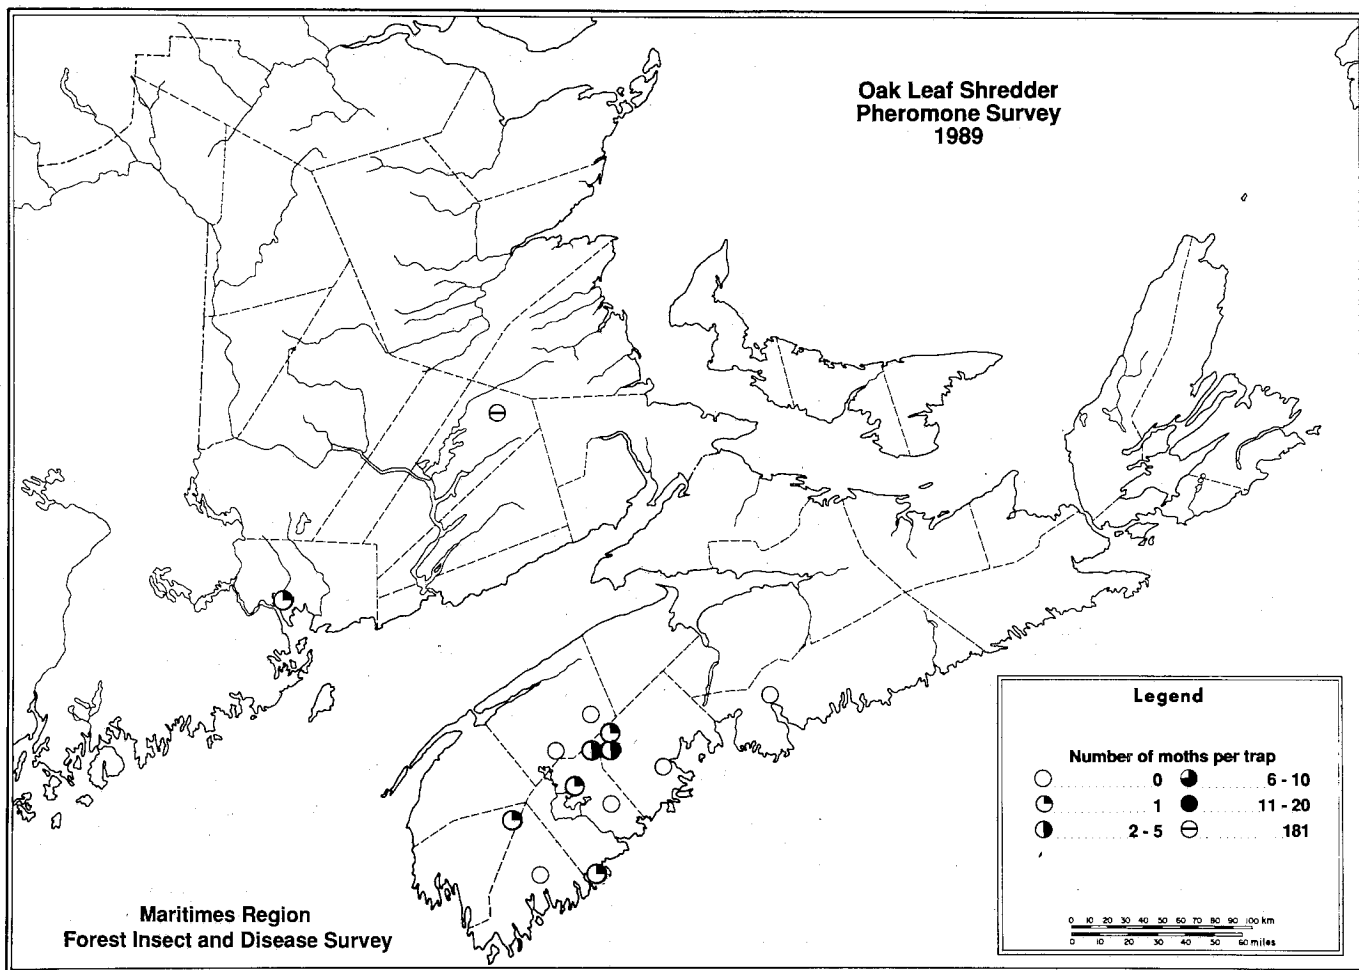 Oak Leaf Shredder
Pheromone Survey
1989
Legend
Number of moths per trap
0 6 - 10
1 11 - 20
2 - 5 181
0 10 20 30 40 50 60 70 80 90 100 km
0 10 20 30 40 50 60 miles
Maritimes Region
Forest Insect and Disease Survey